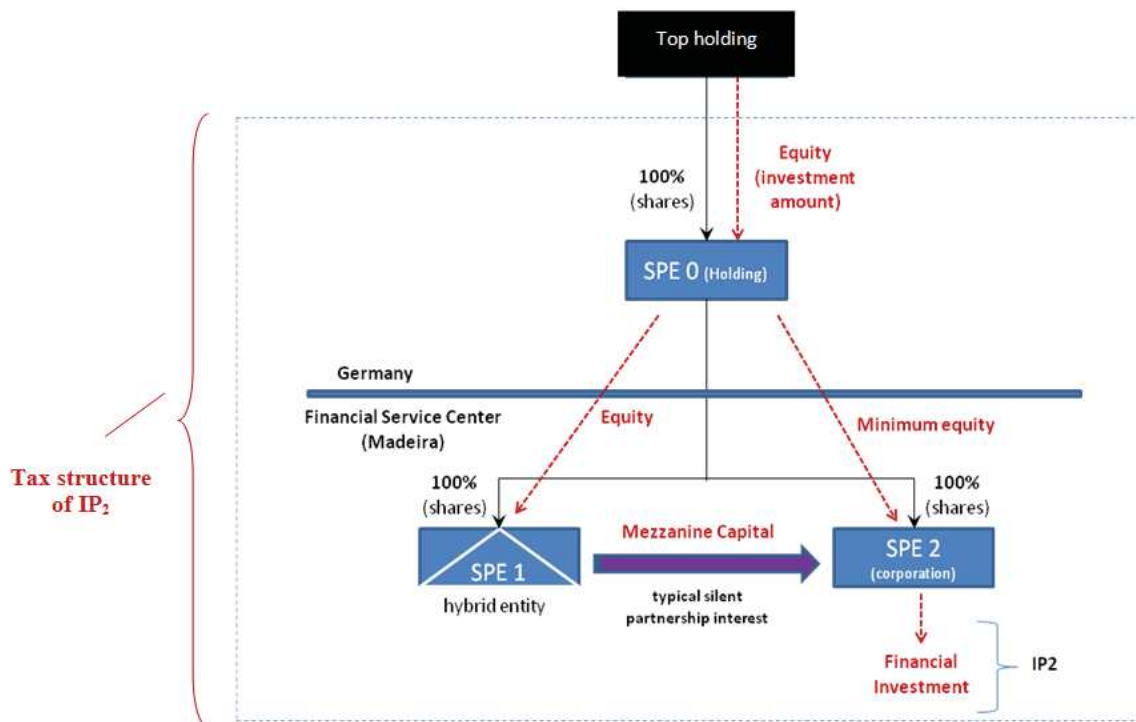 Top holding
Equity
(investment
amount)
100%
(shares)
SPE 0 (Holding)
Germany
Financial Service Center
(Madeira)
Equity
Minimum equity
Tax structure
of IP₂
100%
(shares)
100%
(shares)
Mezzanine Capital
SPE 1
SPE 2
(corporation)
hybrid entity
typical silent
partnership interest
Financial
Investment
IP2